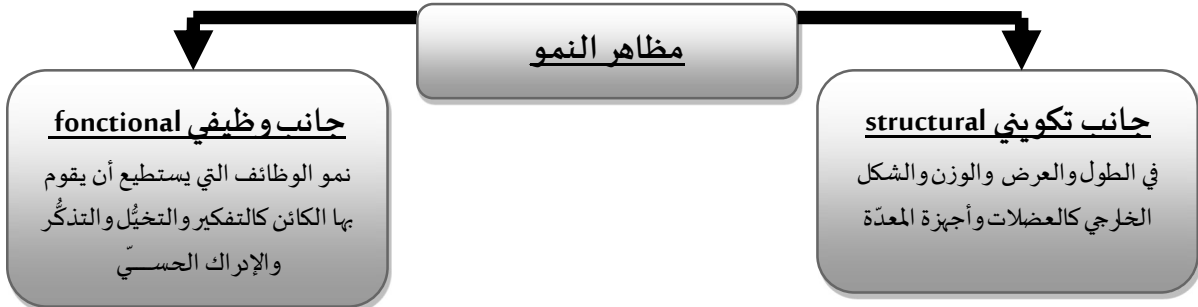 مظاهر النمو
جانب تكويني structural
في الطول والعرض والوزن والشكل
الخارجي كالعضلات وأجهزة المعدّة
جانب وظيفي fonctional
نمو الوظائف التي يستطيع أن يقوم
بها الكائن كالتفكير والتخيُّل والتذكُّر
والإدراك الحســـيّ